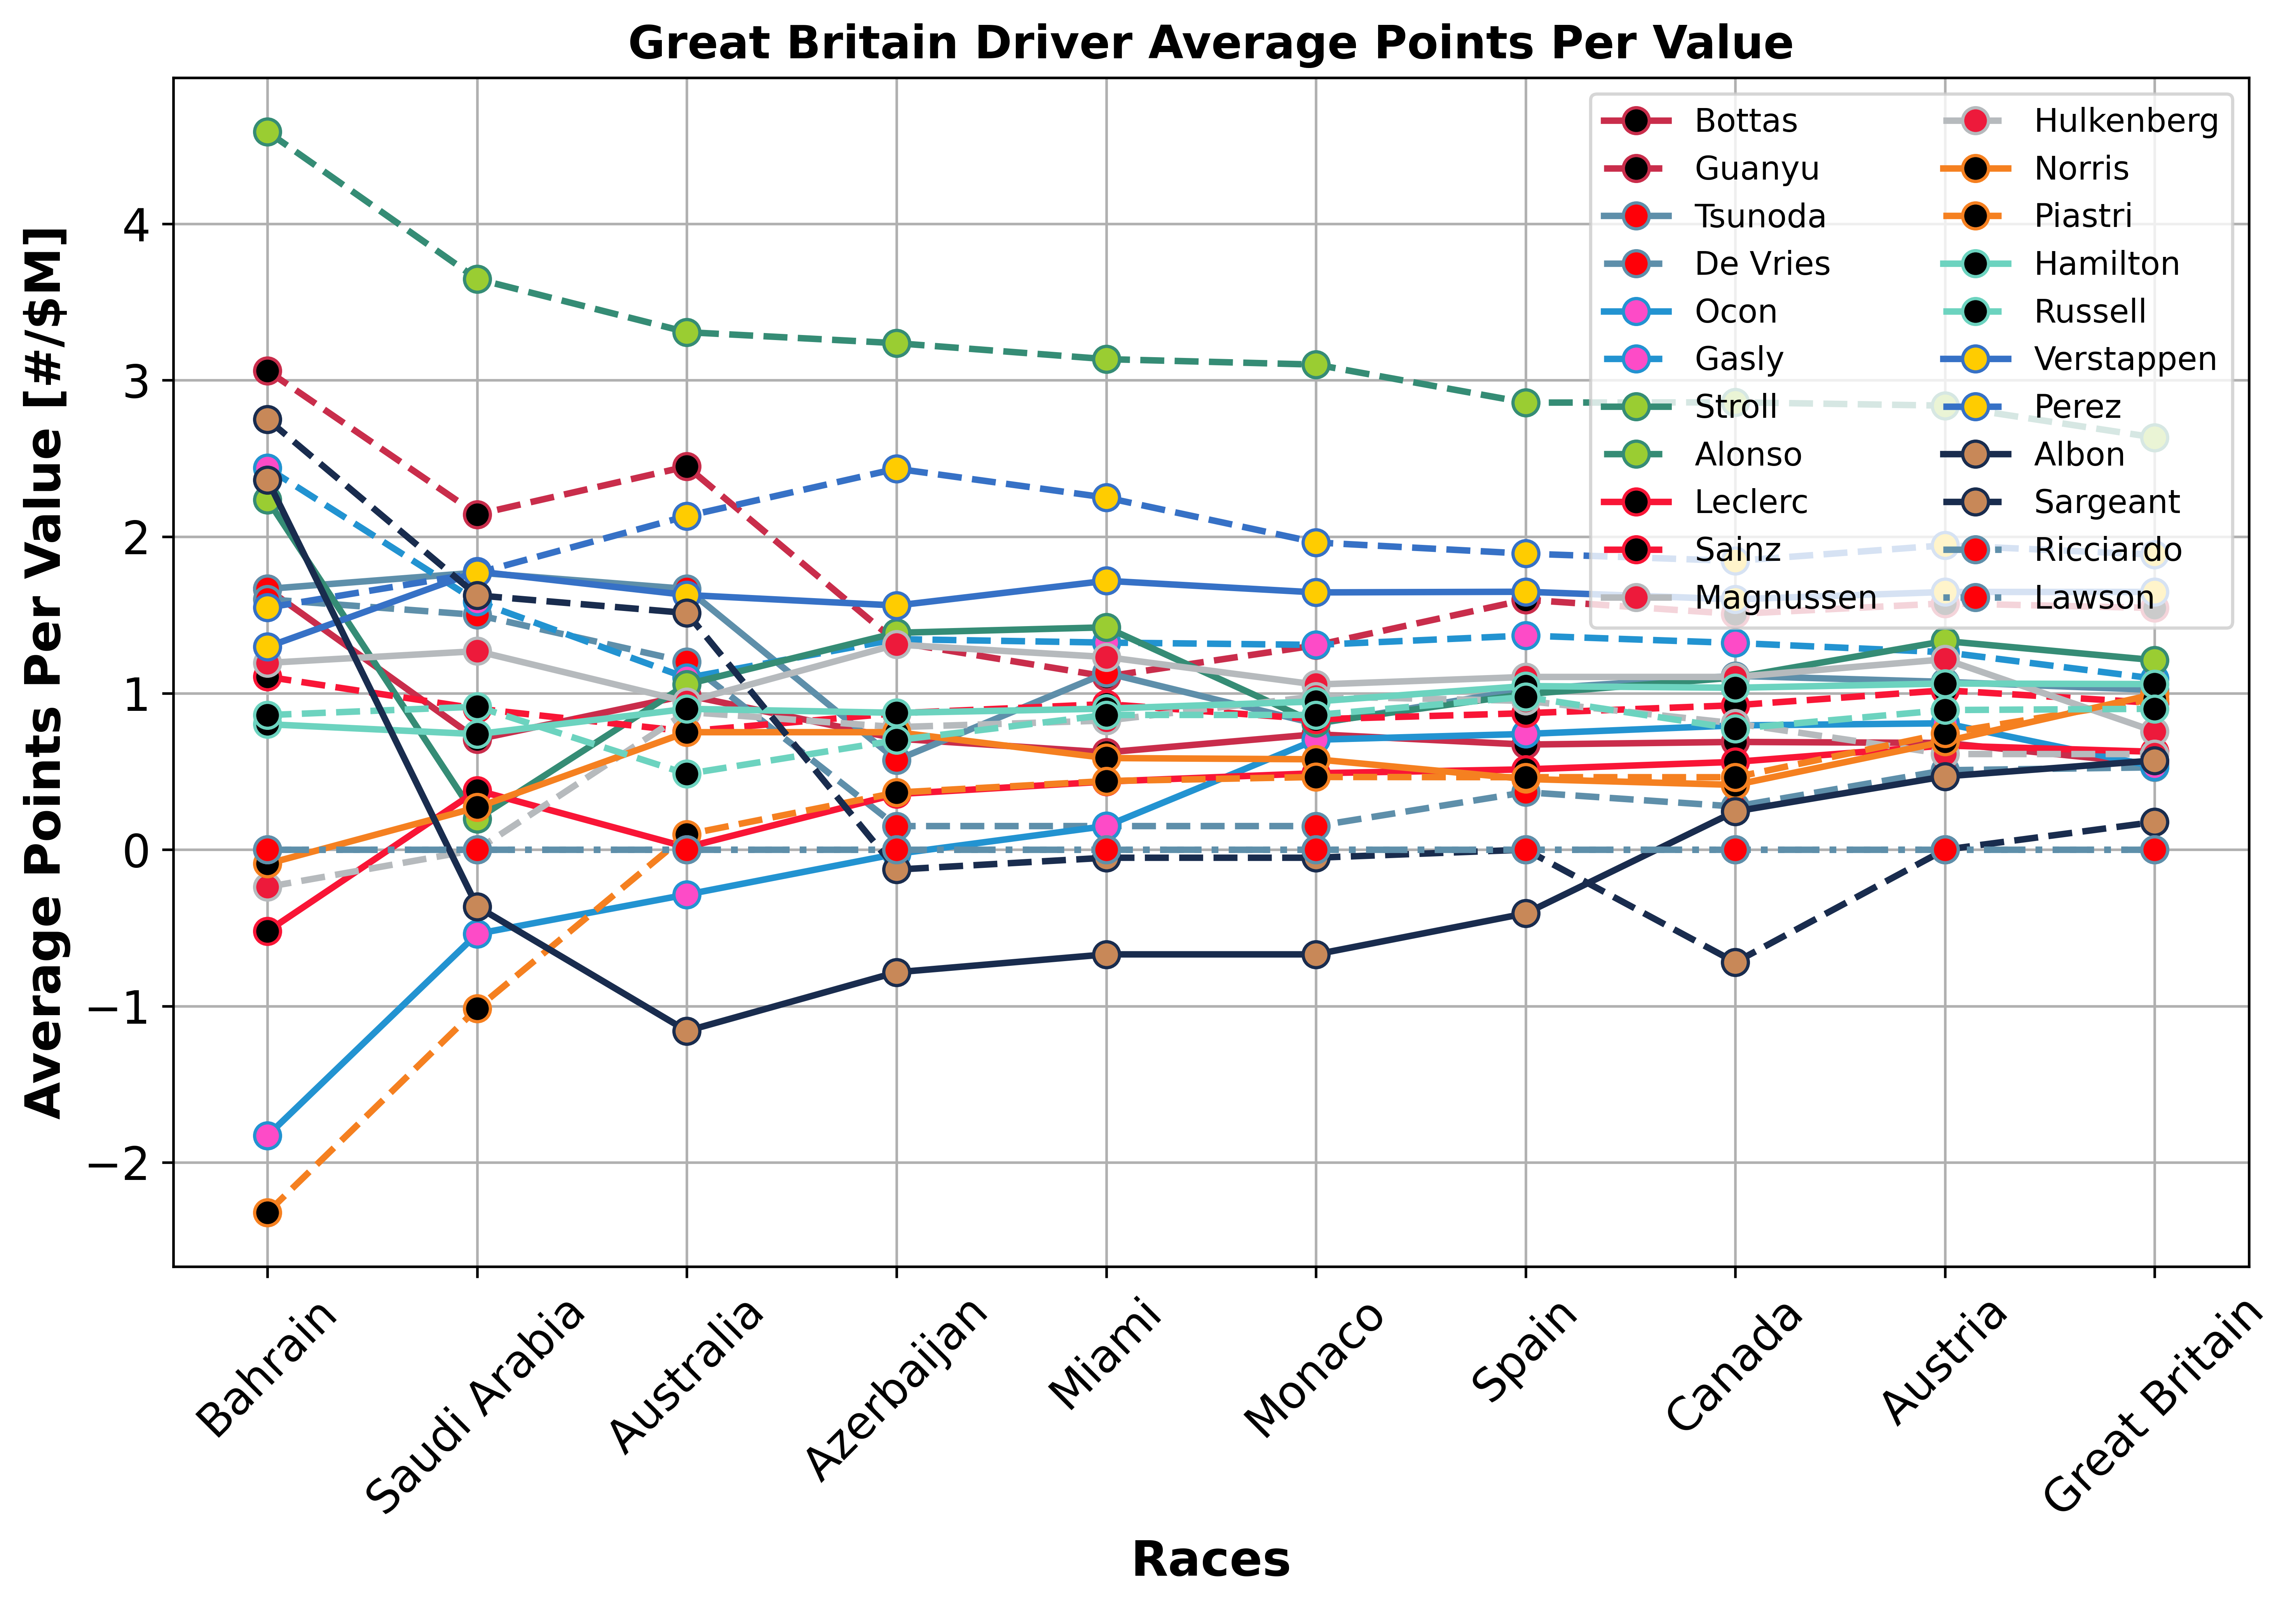 Great Britain Driver Average Points Per Value
Average Points Per Value [#/$M]
4
3
2
1
0
−1
−2
Bottas
Guanyu
Tsunoda
De Vries
Ocon
Gasly
Stroll
Alonso
Leclerc
Sainz
Magnussen
Hulkenberg
Norris
Piastri
Hamilton
Russell
Verstappen
Perez
Albon
Sargeant
Ricciardo
Lawson
Bahrain
Saudi Arabia
Australia
Azerbaijan
Miami
Monaco
Spain
Canada
Austria
Great Britain
Races